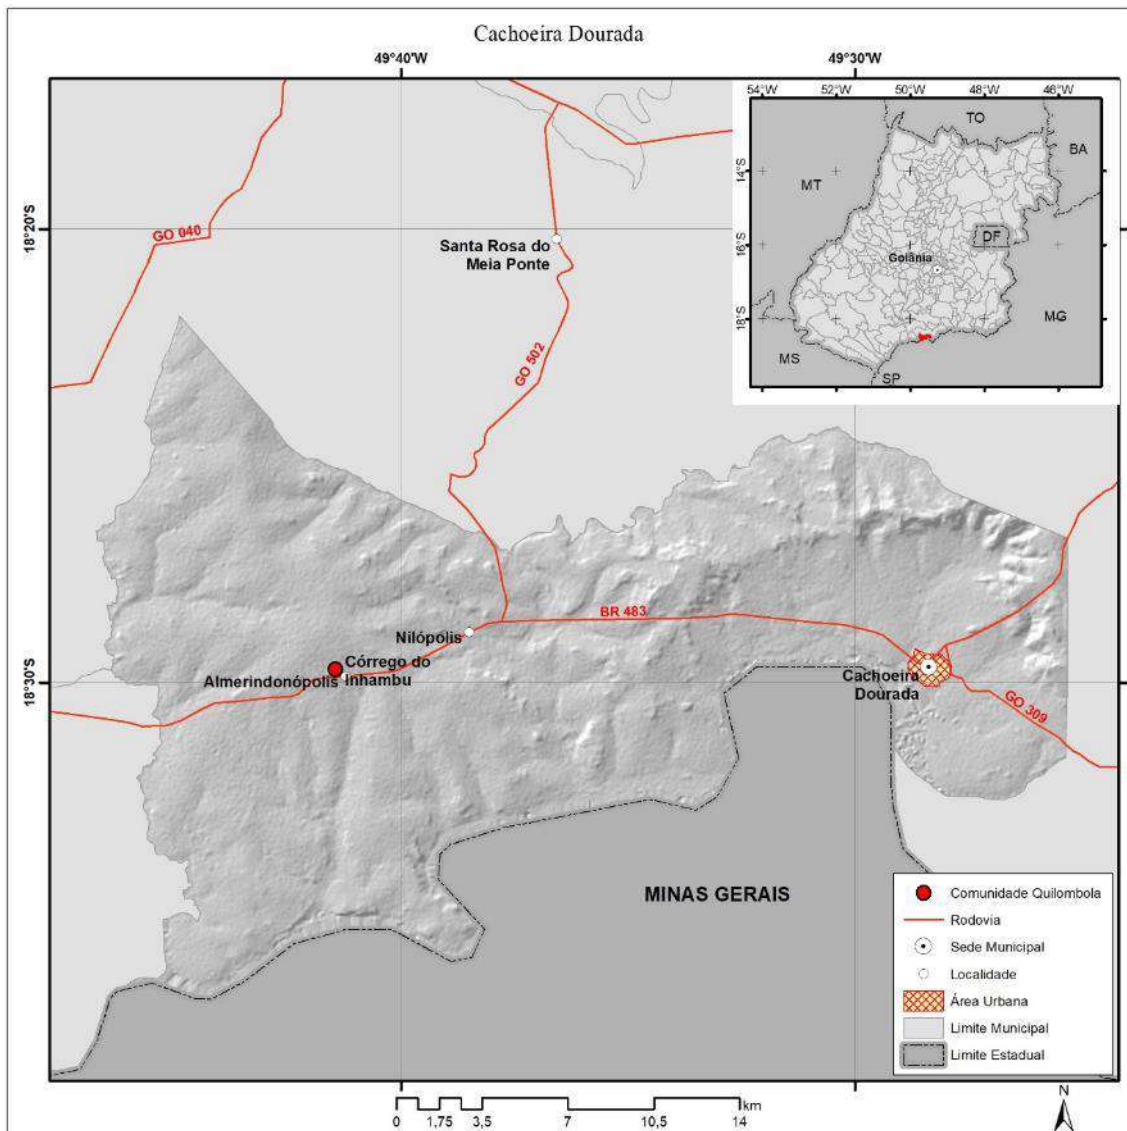 Cachoeira Dourada
49°40'W
49°30'W
54°W
52°W
50°W
48°W
46°W
TO
BA
MT
14°S
DF
16°S
Goiânia
18°S
MG
MS
SP
18°20'S
GO 040
Santa Rosa do
Meia Ponte
GO 502
BR 483
Nilópolis
Córrego do
Inhambu
Almerindonópolis
18°30'S
Cachoeira
Dourada
GO 309
MINAS GERAIS
Comunidade Quilombola
Rodovia
Sede Municipal
Localidade
Área Urbana
Limite Municipal
Limite Estadual
km
0 1,75 3,5 7 10,5 14
N